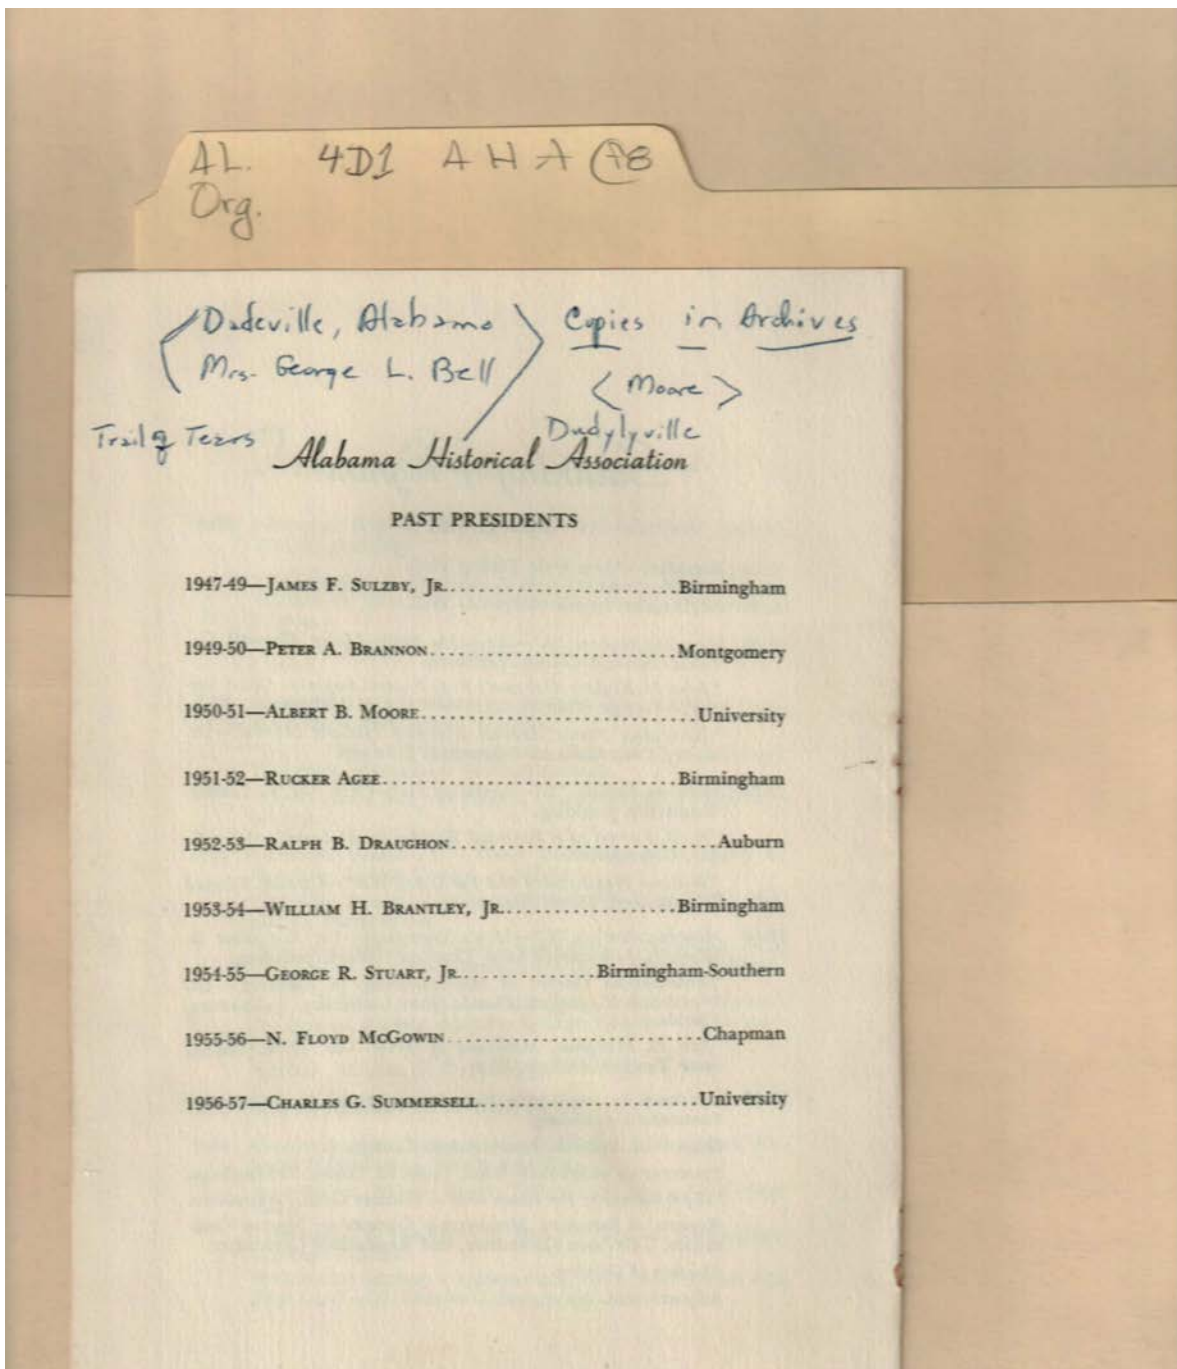 AL. 4D1 A H A
Org.
Dadeville, Alabama Copies in Archives
Mrs. George L. Bell < Moore >
Trail of Tears Dudylyville
Alabama Historical Association
PAST PRESIDENTS
1947-49—JAMES F. SULZBY, JR.........................Birmingham
1949-50—PETER A. BRANNON...........................Montgomery
1950-51—ALBERT B. MOORE..............................University
1951-52—RUCKER AGEE................................Birmingham
1952-53—RALPH B. DRAUGHON.............................Auburn
1953-54—WILLIAM H. BRANTLEY, JR...................Birmingham
1954-55—GEORGE R. STUART, JR...............Birmingham-Southern
1955-56—N. FLOYD MCGOWIN............................Chapman
1956-57—CHARLES G. SUMMERSELL........................University